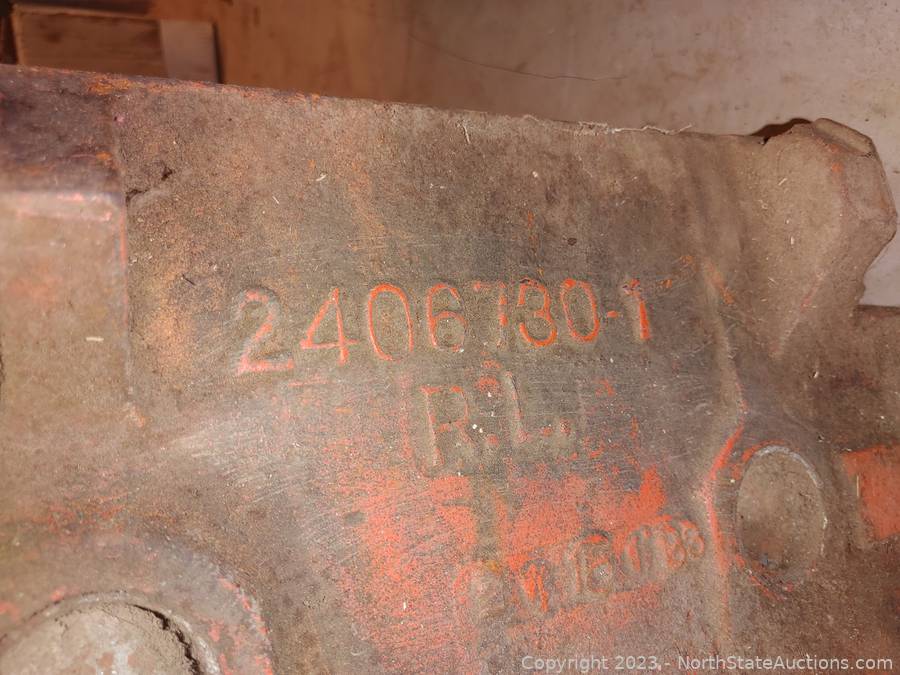 2406730-1
R.L.
Copyright © 2023, - NorthStateAuctions.com